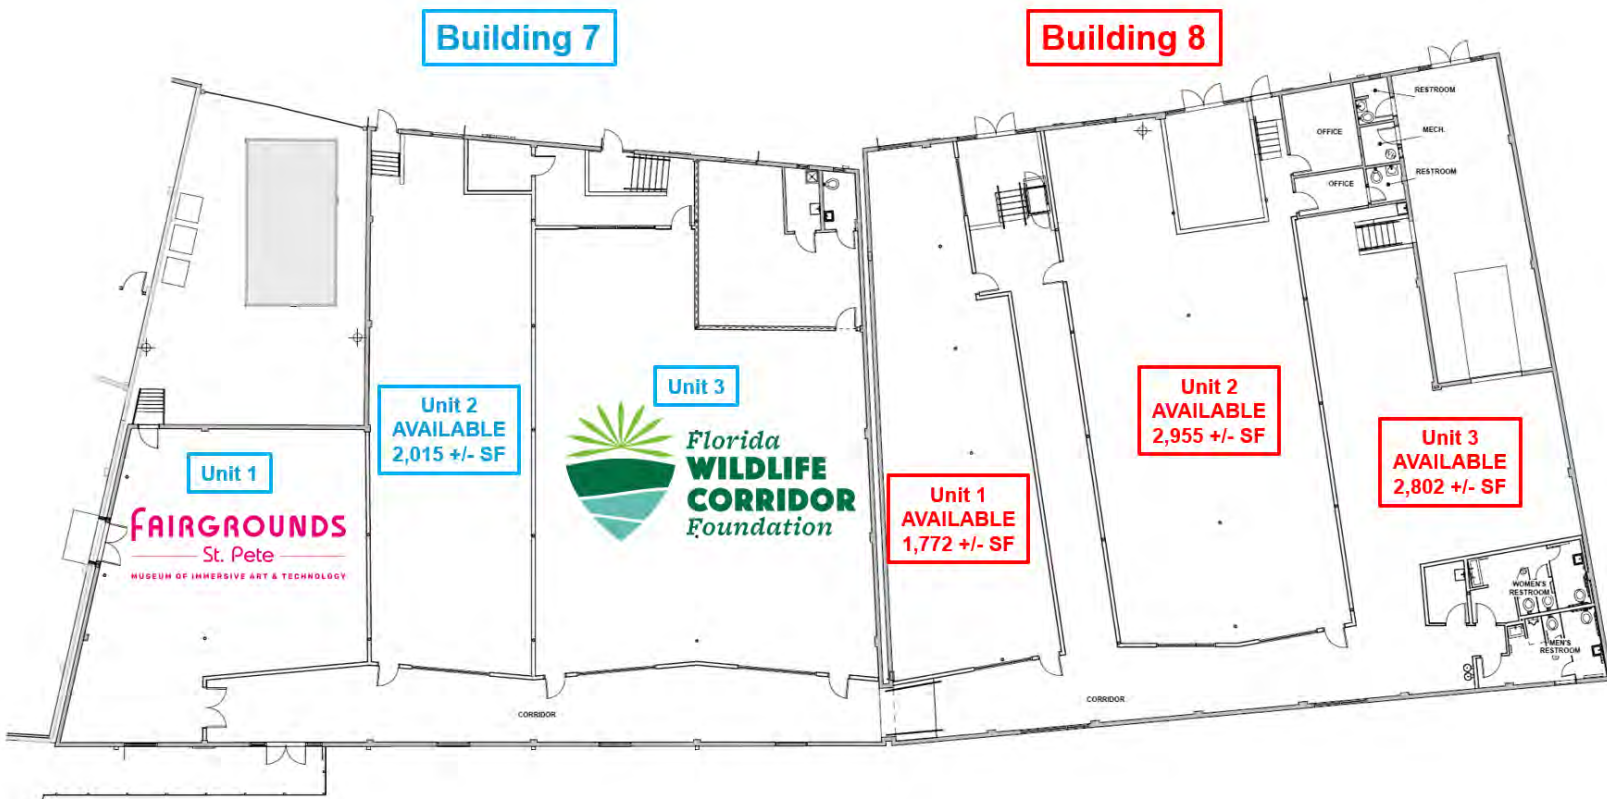 Building 7
Building 8
RESTROOM
MECH.
OFFICE
RESTROOM
OFFICE
Unit 1
FAIRGROUNDS
St. Pete
MUSEUM OF IMMERSIVE ART & TECHNOLOGY
Unit 2
AVAILABLE
2,015 +/- SF
Unit 3
Florida
WILDLIFE
CORRIDOR
Foundation
Unit 1
AVAILABLE
1,772 +/- SF
Unit 2
AVAILABLE
2,955 +/- SF
Unit 3
AVAILABLE
2,802 +/- SF
WOMEN'S
RESTROOM
MEN'S
RESTROOM
CORRIDOR
CORRIDOR